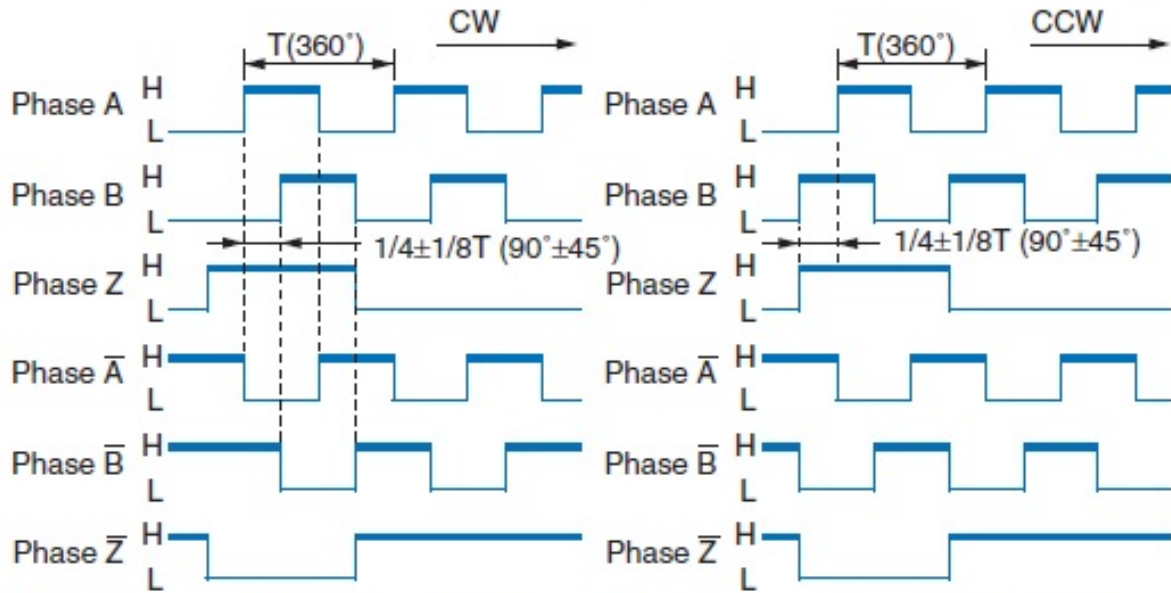 CW
T(360°)
Phase A H
L
Phase B H
L
1/4±1/8T (90°±45°)
Phase Z H
L
Phase A̅ H
L
Phase B̅ H
L
Phase Z̅ H
L
CCW
T(360°)
Phase A H
L
Phase B H
L
1/4±1/8T (90°±45°)
Phase Z H
L
Phase A̅ H
L
Phase B̅ H
L
Phase Z̅ H
L